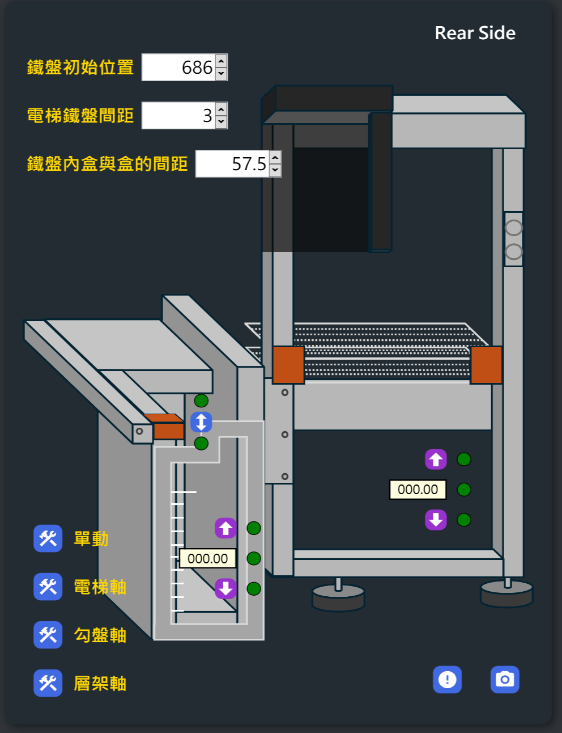 Rear Side
鐵盤初始位置 686
電梯鐵盤間距 3
鐵盤內盒與盒的間距 57.5
000.00
單動
000.00
電梯軸
勾盤軸
層架軸